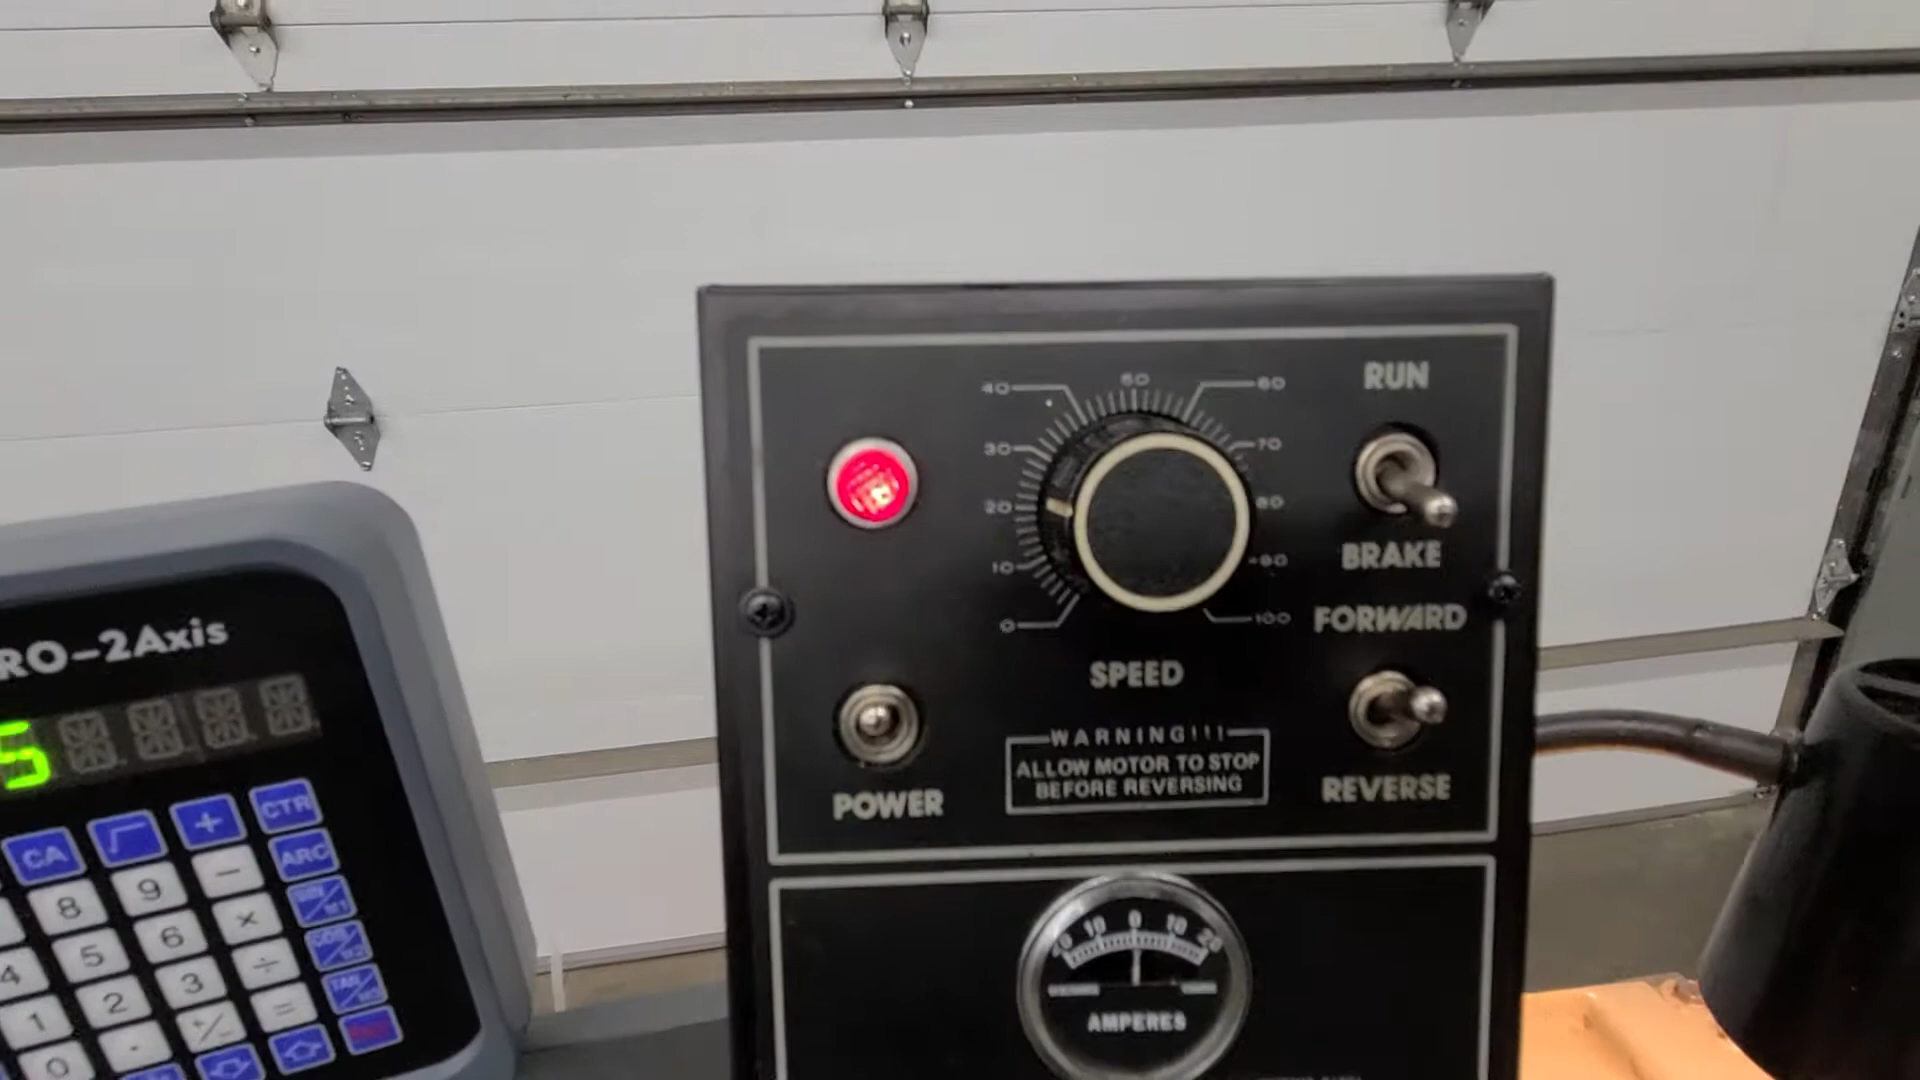 RO-2Axis
5
CTR
CA
+
ARC
8
9
-
4
5
6
×
1
2
3
÷
0
.
+/-
=
40
50
60
30
70
20
80
10
90
0
100
SPEED
RUN
BRAKE
FORWARD
REVERSE
POWER
WARNING!!!
ALLOW MOTOR TO STOP
BEFORE REVERSING
20 10 0 10 20
AMPERES